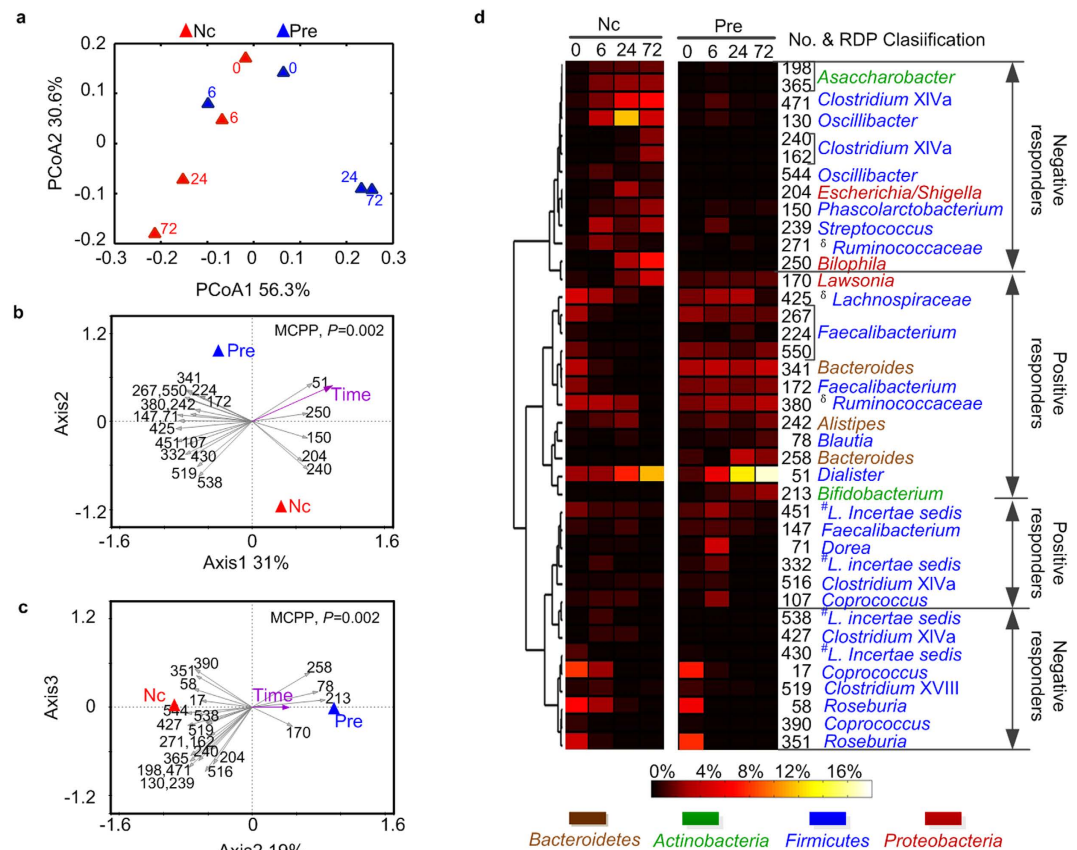 a
Nc
Pre
0.2
0.1
0
-0.1
-0.2
-0.3
-0.2
-0.1
0
0.1
0.2
0.3
PCoA2 30.6%
PCoA1 56.3%
0
0
6
6
24
72
24
72
b
MCPP, P=0.002
1.2
0
-1.2
-1.6
0
1.6
Axis2
Axis1 31%
Pre
Nc
Time
51
250
150
204
240
341
267,550,224
172
380,242
147,71
425
451107
332
430
519
538
c
MCPP, P=0.002
1.2
0
-1.2
-1.6
0
1.6
Axis3
Nc
Pre
Time
390
351
58
17
544
538
427
519
271,162
240
365
204
198,471
516
130,239
258
78
213
170
d
Nc
Pre
0 6 24 72
0 6 24 72
No. & RDP Clasiification
198
365
Asaccharobacter
471 Clostridium XIVa
130 Oscillibacter
240
162
Clostridium XIVa
544 Oscillibacter
204 Escherichia/Shigella
150 Phascolarctobacterium
239 Streptococcus
271 δ Ruminococcaceae
250 Bilophila
170 Lawsonia
425 δ Lachnospiraceae
267
224 Faecalibacterium
550
341 Bacteroides
172 Faecalibacterium
380 δ Ruminococcaceae
242 Alistipes
78 Blautia
258 Bacteroides
51 Dialister
213 Bifidobacterium
451 #L. Incertae sedis
147 Faecalibacterium
71 Dorea
332 #L. incertae sedis
516 Clostridium XIVa
107 Coprococcus
538 #L. incertae sedis
427 Clostridium XIVa
430 #L. Incertae sedis
17 Coprococcus
519 Clostridium XVIII
58 Roseburia
390 Coprococcus
351 Roseburia
Negative
responders
Positive
responders
Positive
responders
Negative
responders
0% 4% 8% 12% 16%
Bacteroidetes
Actinobacteria
Firmicutes
Proteobacteria